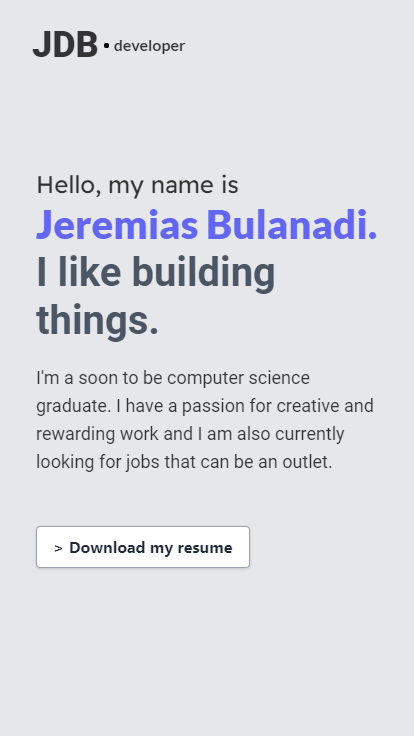 JDB • developer
Hello, my name is
Jeremias Bulanadi.
I like building
things.
I'm a soon to be computer science
graduate. I have a passion for creative and
rewarding work and I am also currently
looking for jobs that can be an outlet.
> Download my resume